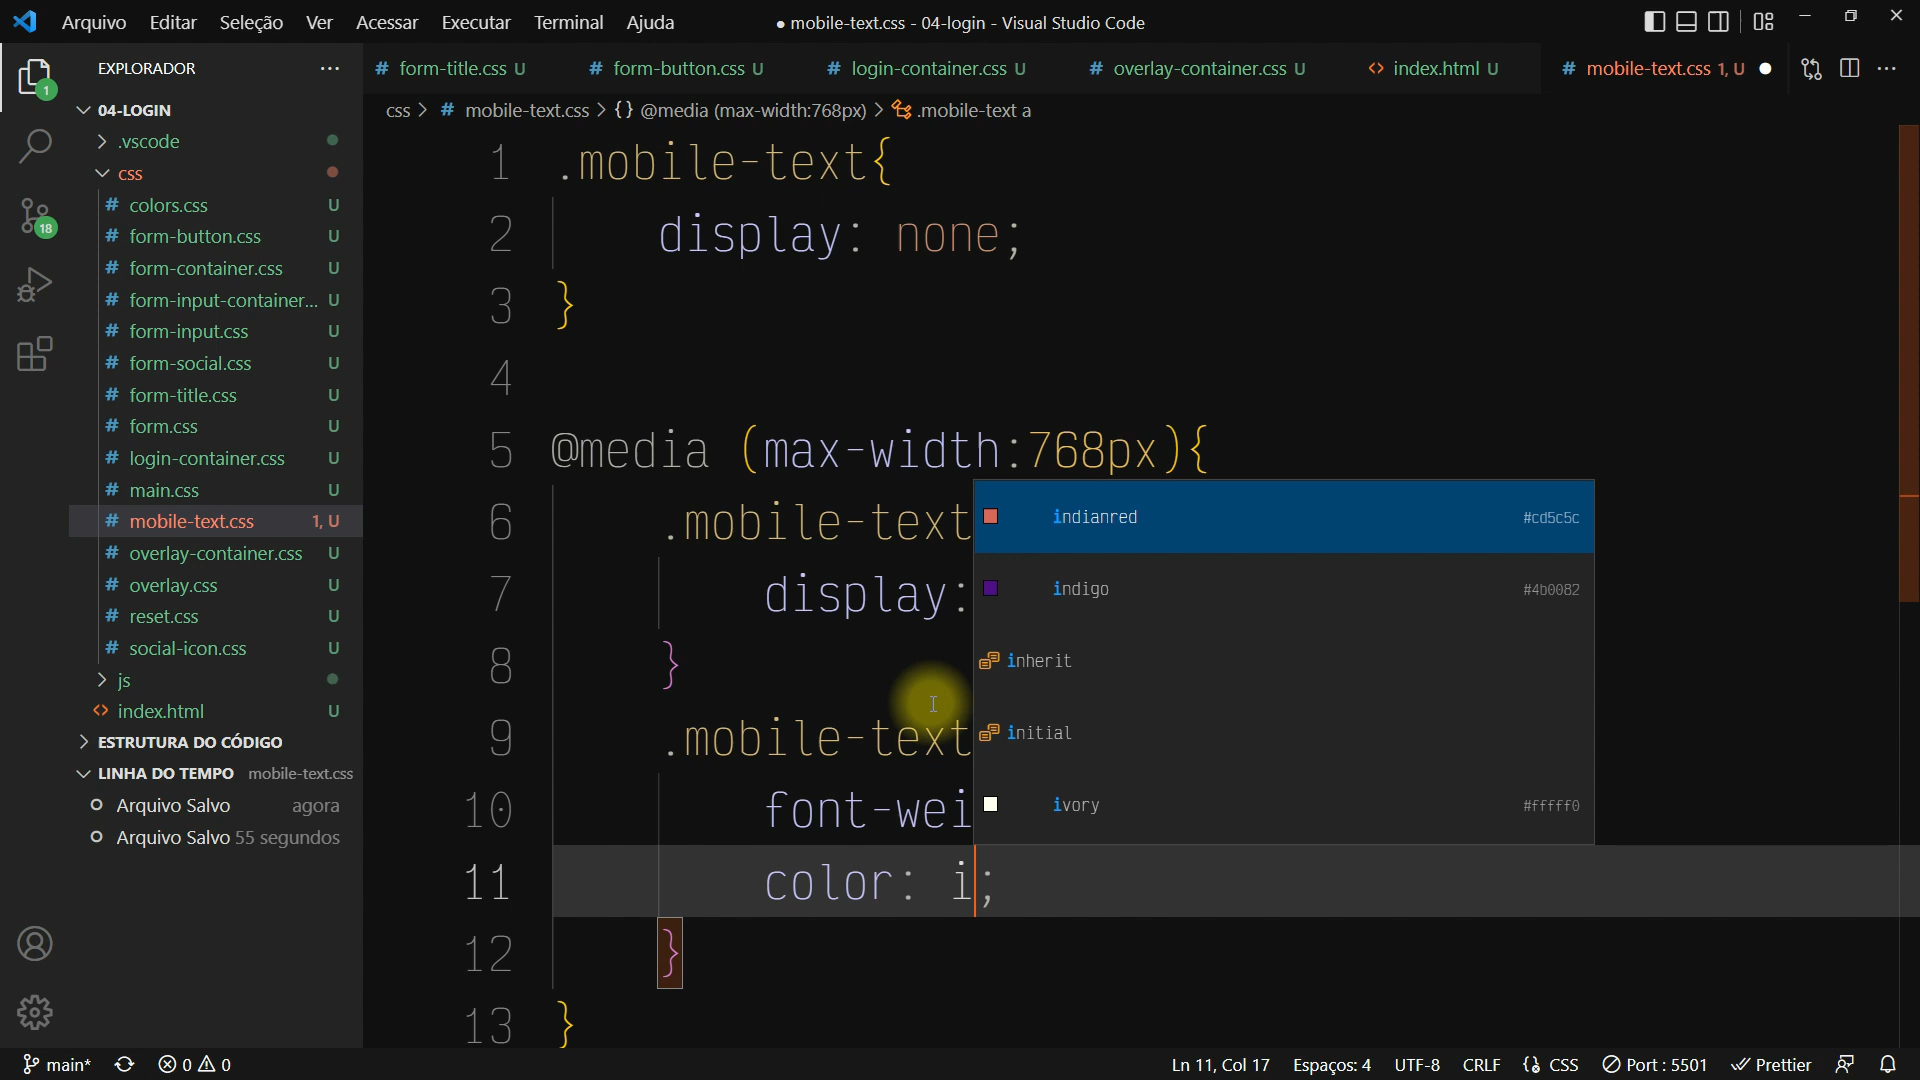 Arquivo Editar Seleção Ver Acessar Executar Terminal Ajuda
● mobile-text.css - 04-login - Visual Studio Code
EXPLORADOR ...
# form-title.css U # form-button.css U # login-container.css U # overlay-container.css U <> index.html U # mobile-text.css 1, U ●
css > # mobile-text.css > {} @media (max-width:768px) > .mobile-text a
1
04-LOGIN
.vscode
css
# colors.css U
# form-button.css U
18
# form-container.css U
# form-input-container... U
# form-input.css U
# form-social.css U
# form-title.css U
# form.css U
# login-container.css U
# main.css U
# mobile-text.css 1, U
# overlay-container.css U
# overlay.css U
# reset.css U
# social-icon.css U
js
<> index.html U
ESTRUTURA DO CÓDIGO
LINHA DO TEMPO mobile-text.css
Arquivo Salvo agora
Arquivo Salvo 55 segundos
1 .mobile-text{
2 display: none;
3 }
4
5 @media (max-width:768px){
6 .mobile-text
7 display:
8 }
9 .mobile-text
10 font-wei
11 color: i;
12 }
13 }
indianred #cd5c5c
indigo #4b0082
inherit
initial
ivory #fffff0
main* 0 0
Ln 11, Col 17 Espaços: 4 UTF-8 CRLF {} CSS Port : 5501 Prettier